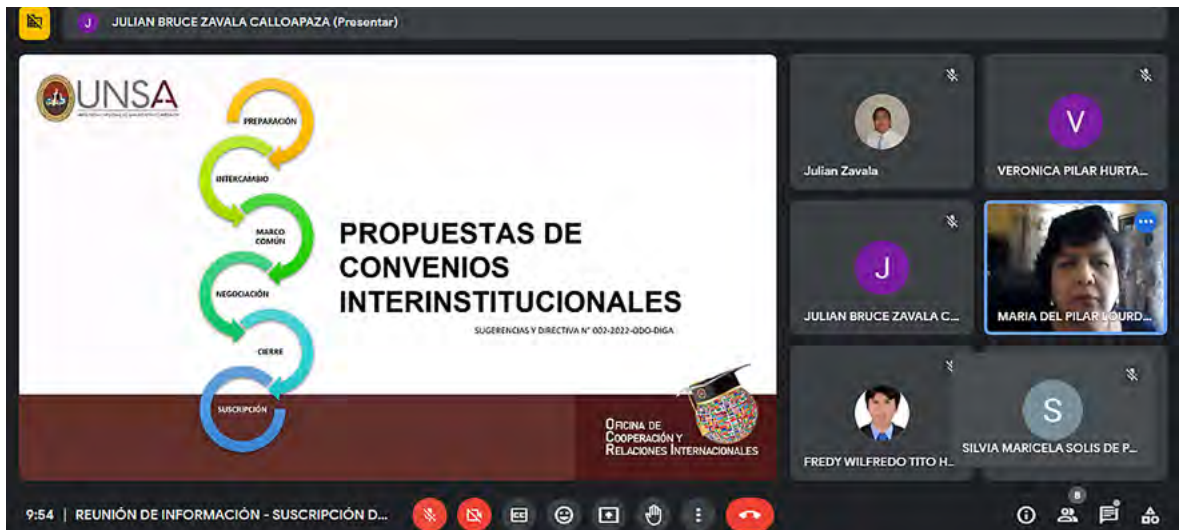 J
JULIAN BRUCE ZAVALA CALLOAPAZA (Presentar)
UNSA
PREPARACIÓN
INTERCAMBIO
MARCO
COMÚN
NEGOCIACIÓN
CIERRE
SUSCRIPCIÓN
PROPUESTAS DE
CONVENIOS
INTERINSTITUCIONALES
SUGERENCIAS Y DIRECTIVA N° 002-2022-ODO-DIGA
OFICINA DE
COOPERACIÓN Y
RELACIONES INTERNACIONALES
Julian Zavala
V
VERONICA PILAR HURTA...
J
JULIAN BRUCE ZAVALA C...
MARIA DEL PILAR LOURD...
FREDY WILFREDO TITO H...
S
SILVIA MARICELA SOLIS DE P...
9:54 | REUNIÓN DE INFORMACIÓN - SUSCRIPCIÓN D...
CC
8